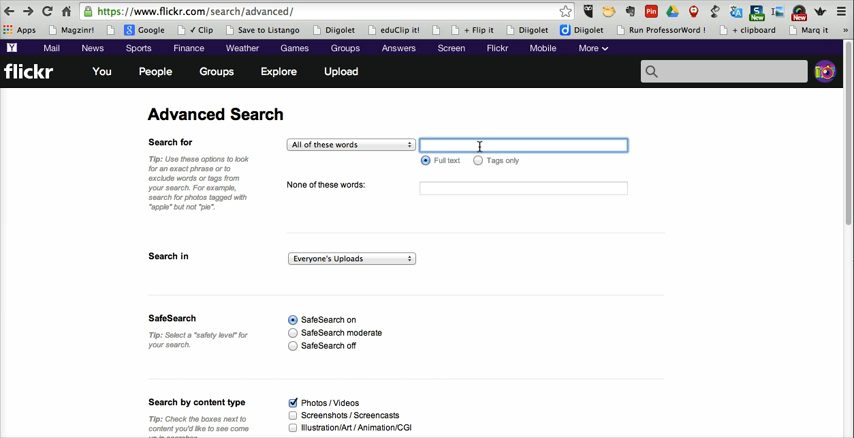 https://www.flickr.com/search/advanced/
Apps Magzinr! Google ✓ Clip Save to Listango Diigolet eduClip it! + Flip it Diigolet Diigolet Run ProfessorWord ! + clipboard Marq it »
Pin New New
Y Mail News Sports Finance Weather Games Groups Answers Screen Flickr Mobile More
flickr You People Groups Explore Upload
Advanced Search
Search for
All of these words
Full text Tags only
Tip: Use these options to look
for an exact phrase or to
exclude words or tags from
your search. For example,
search for photos tagged with
"apple" but not "pie".
None of these words:
Search in
Everyone's Uploads
SafeSearch
Tip: Select a "safety level" for
your search.
SafeSearch on
SafeSearch moderate
SafeSearch off
Search by content type
Tip: Check the boxes next to
content you'd like to see come
Photos / Videos
Screenshots / Screencasts
Illustration/Art / Animation/CGI